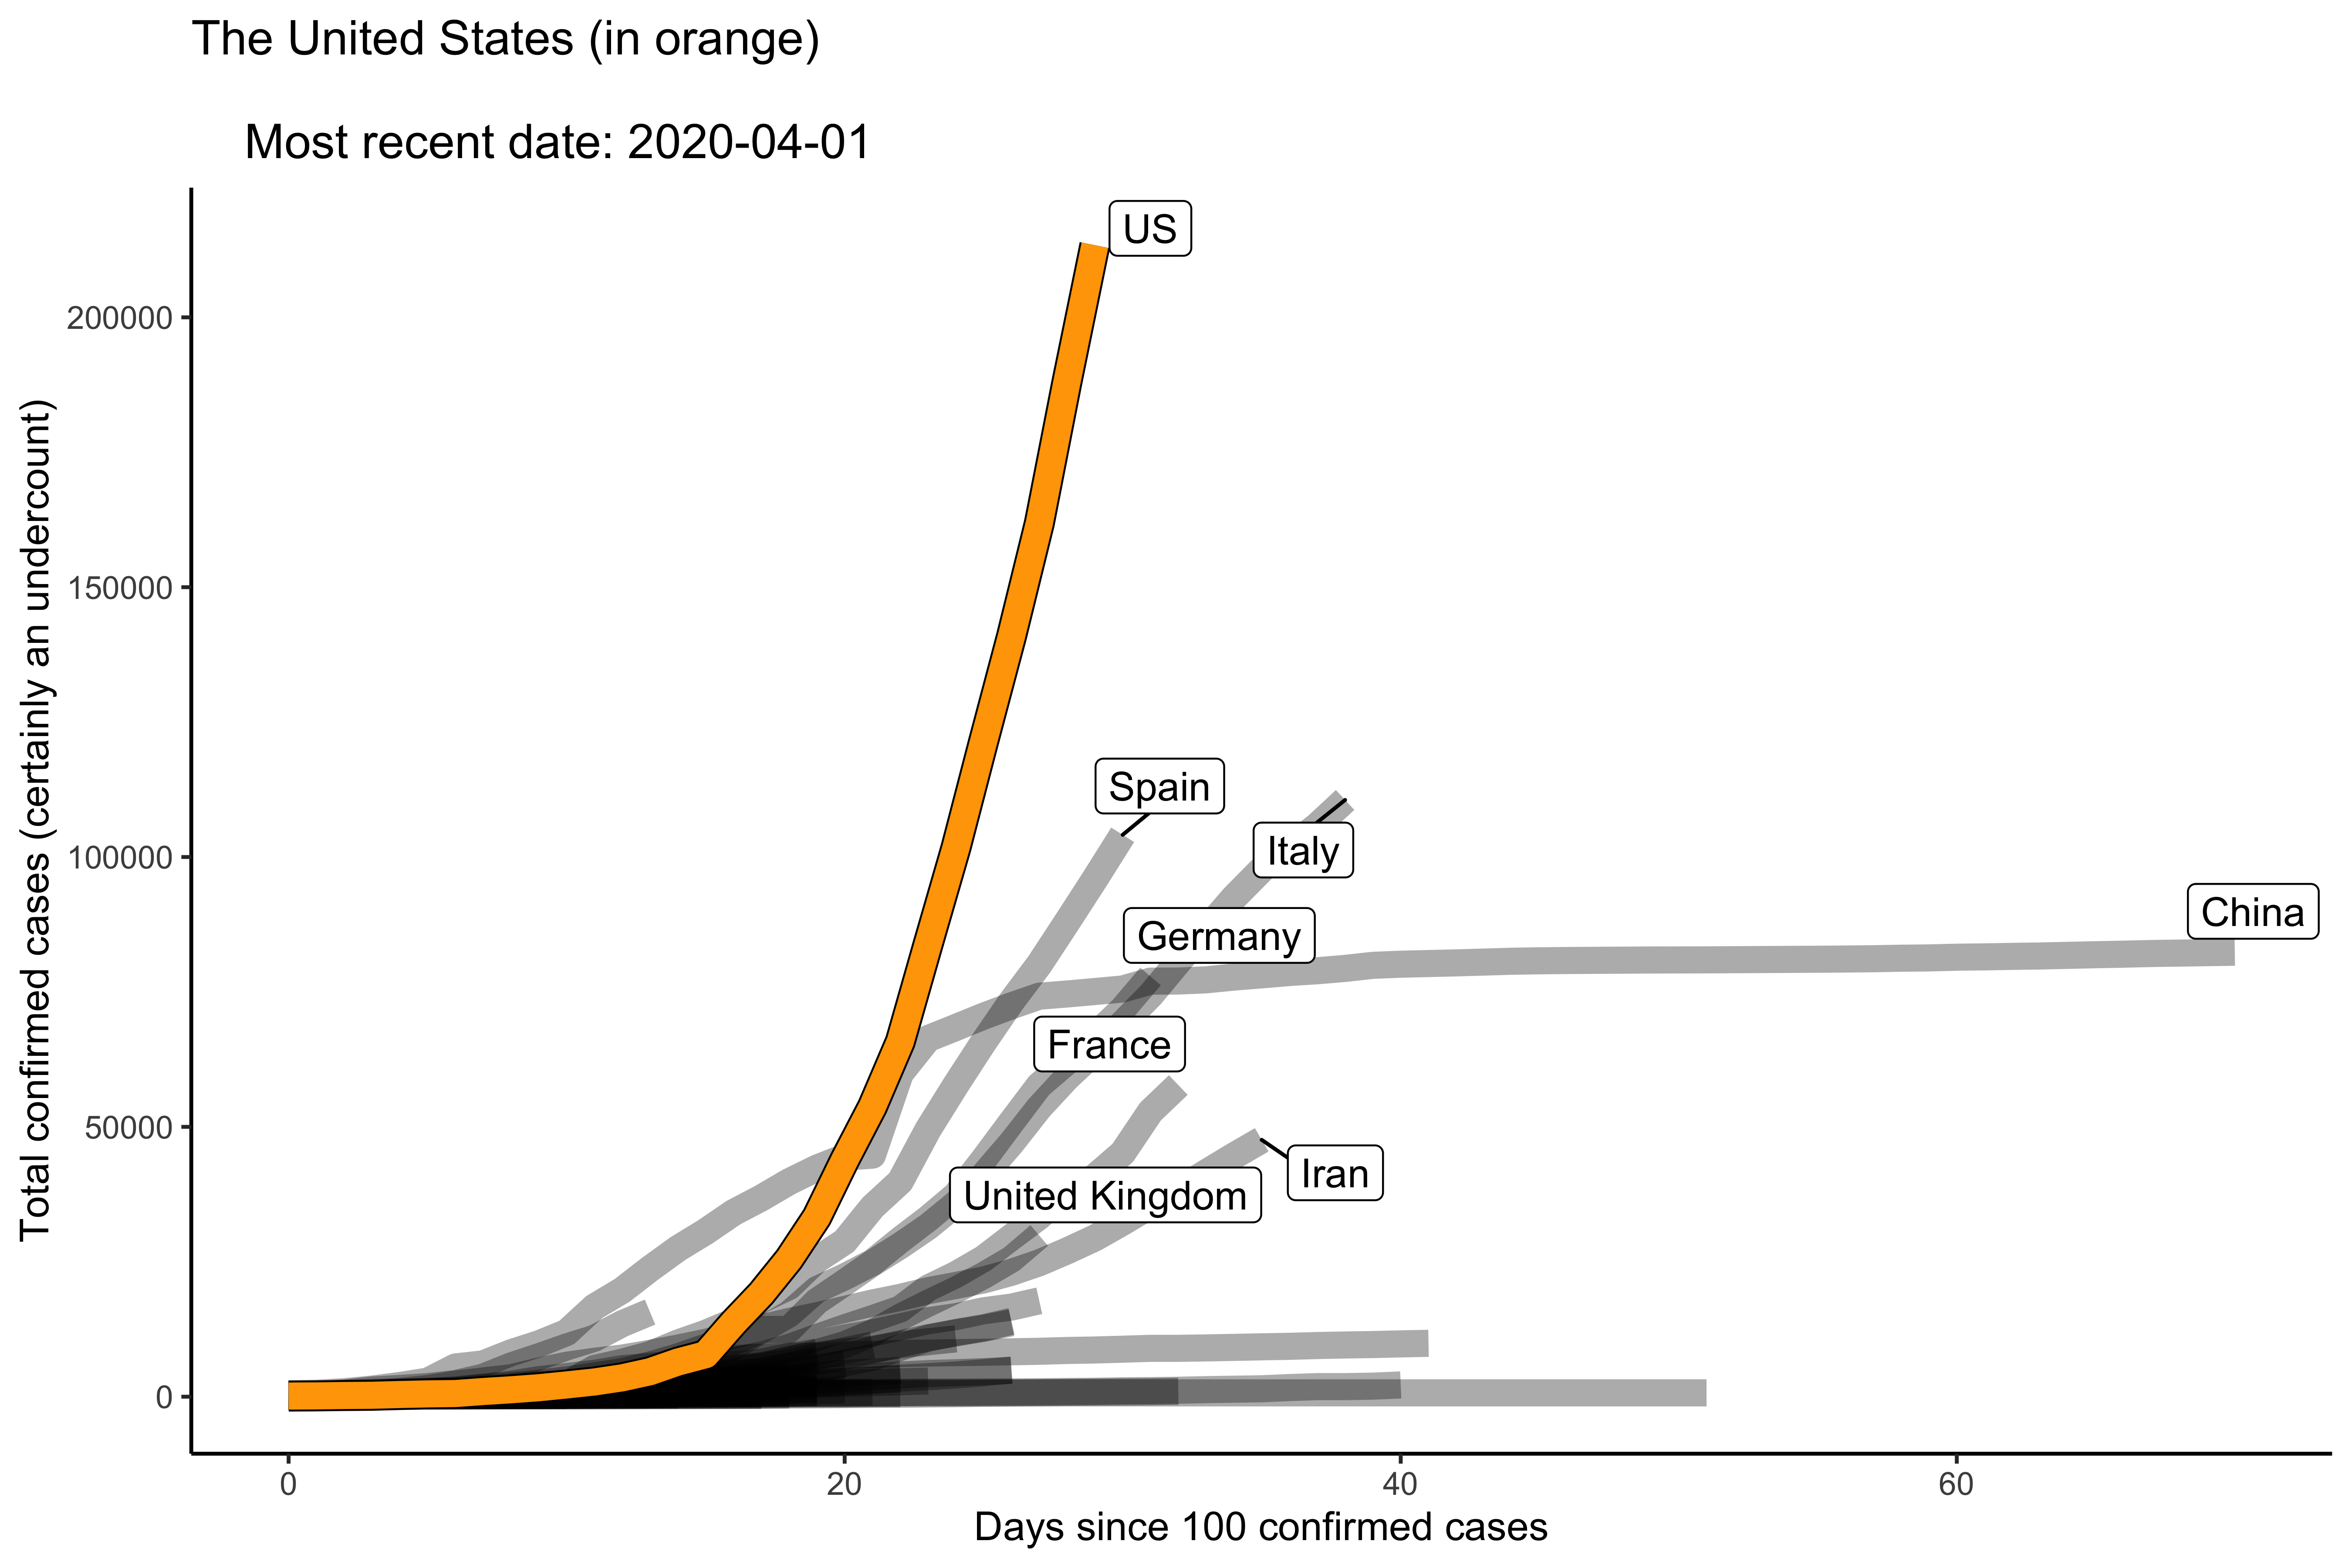 The United States (in orange)
Most recent date: 2020-04-01
Total confirmed cases (certainly an undercount)
200000
150000
100000
50000
0
US
Spain
Italy
China
Germany
France
Iran
United Kingdom
0 20 40 60
Days since 100 confirmed cases